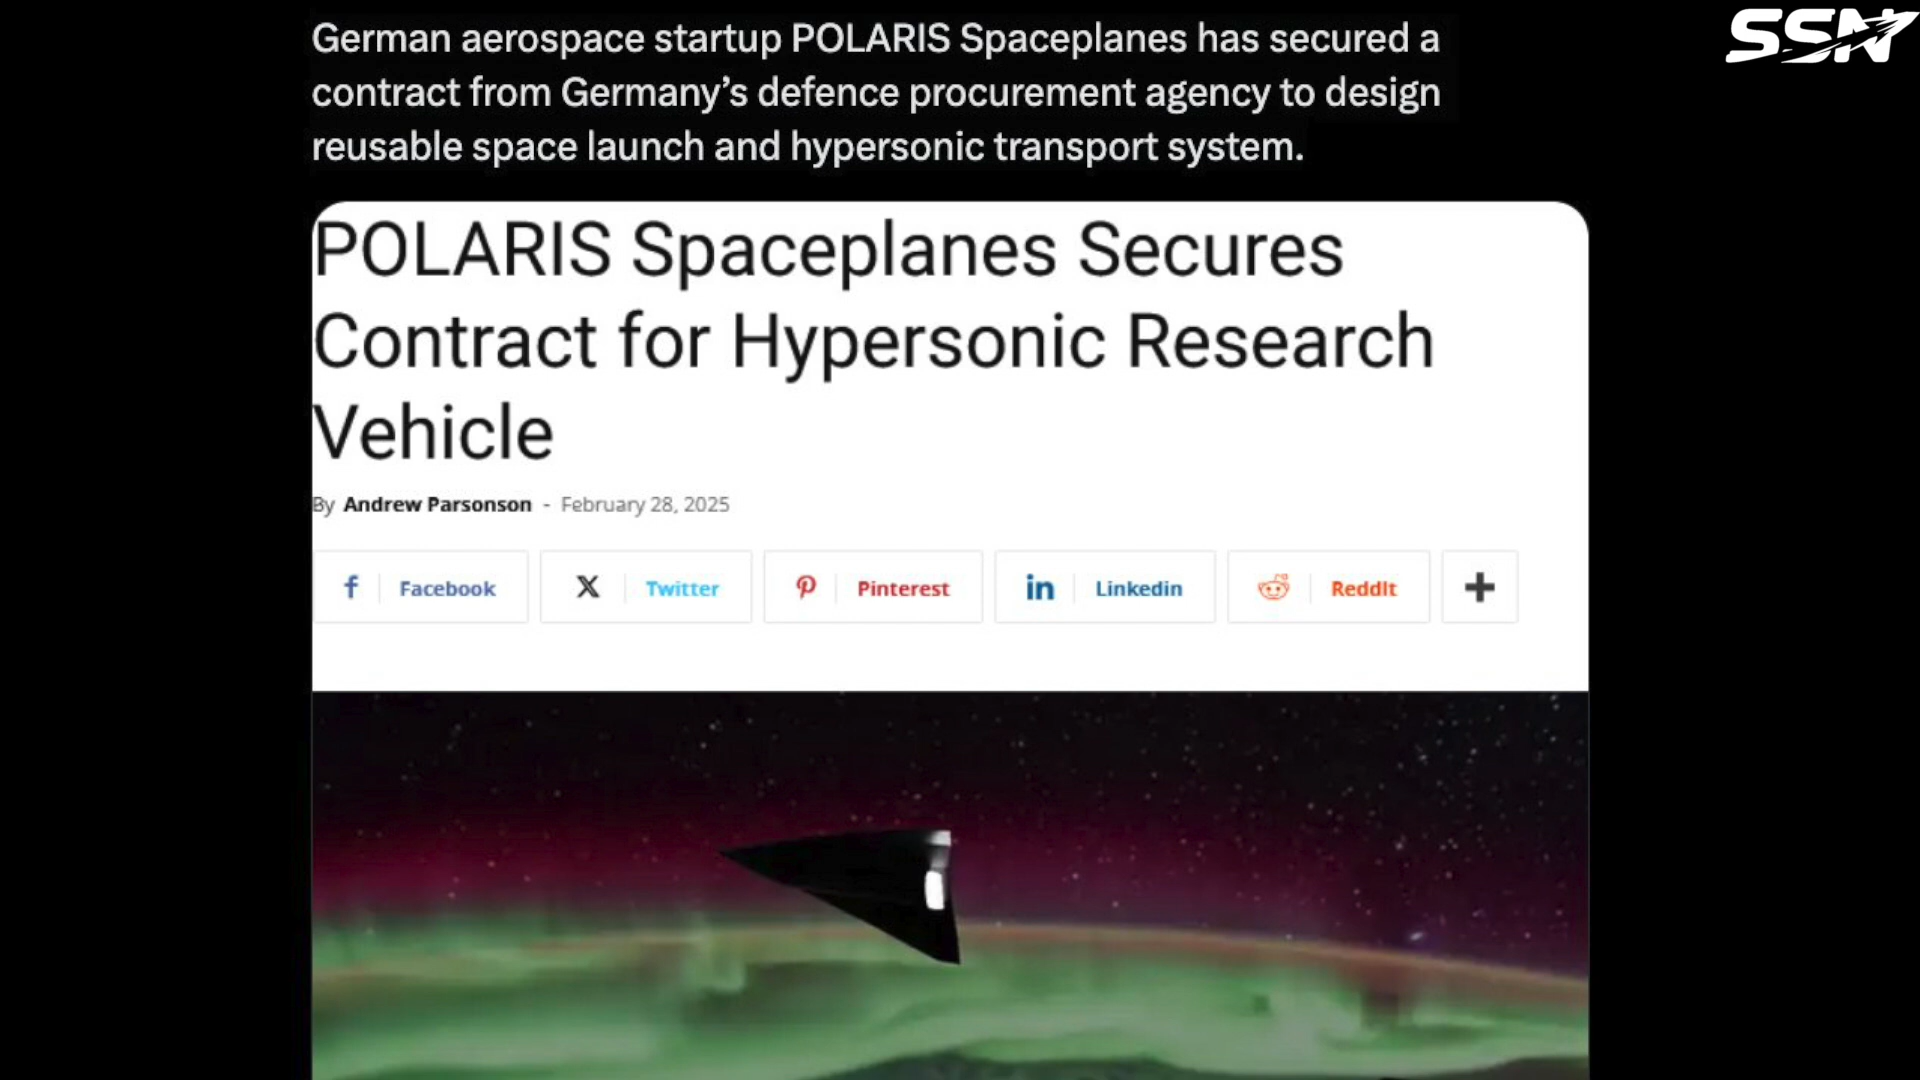 German aerospace startup POLARIS Spaceplanes has secured a
contract from Germany’s defence procurement agency to design
reusable space launch and hypersonic transport system.
SSN
POLARIS Spaceplanes Secures
Contract for Hypersonic Research
Vehicle
By Andrew Parsonson - February 28, 2025
Facebook
Twitter
Pinterest
Linkedin
ReddIt